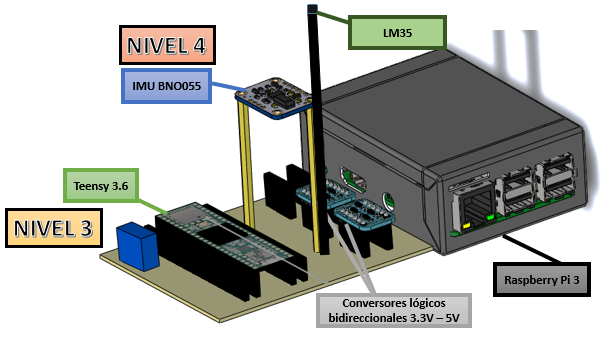 LM35
NIVEL 4
IMU BNO055
Teensy 3.6
NIVEL 3
Raspberry Pi 3
Conversores lógicos
bidireccionales 3.3V – 5V